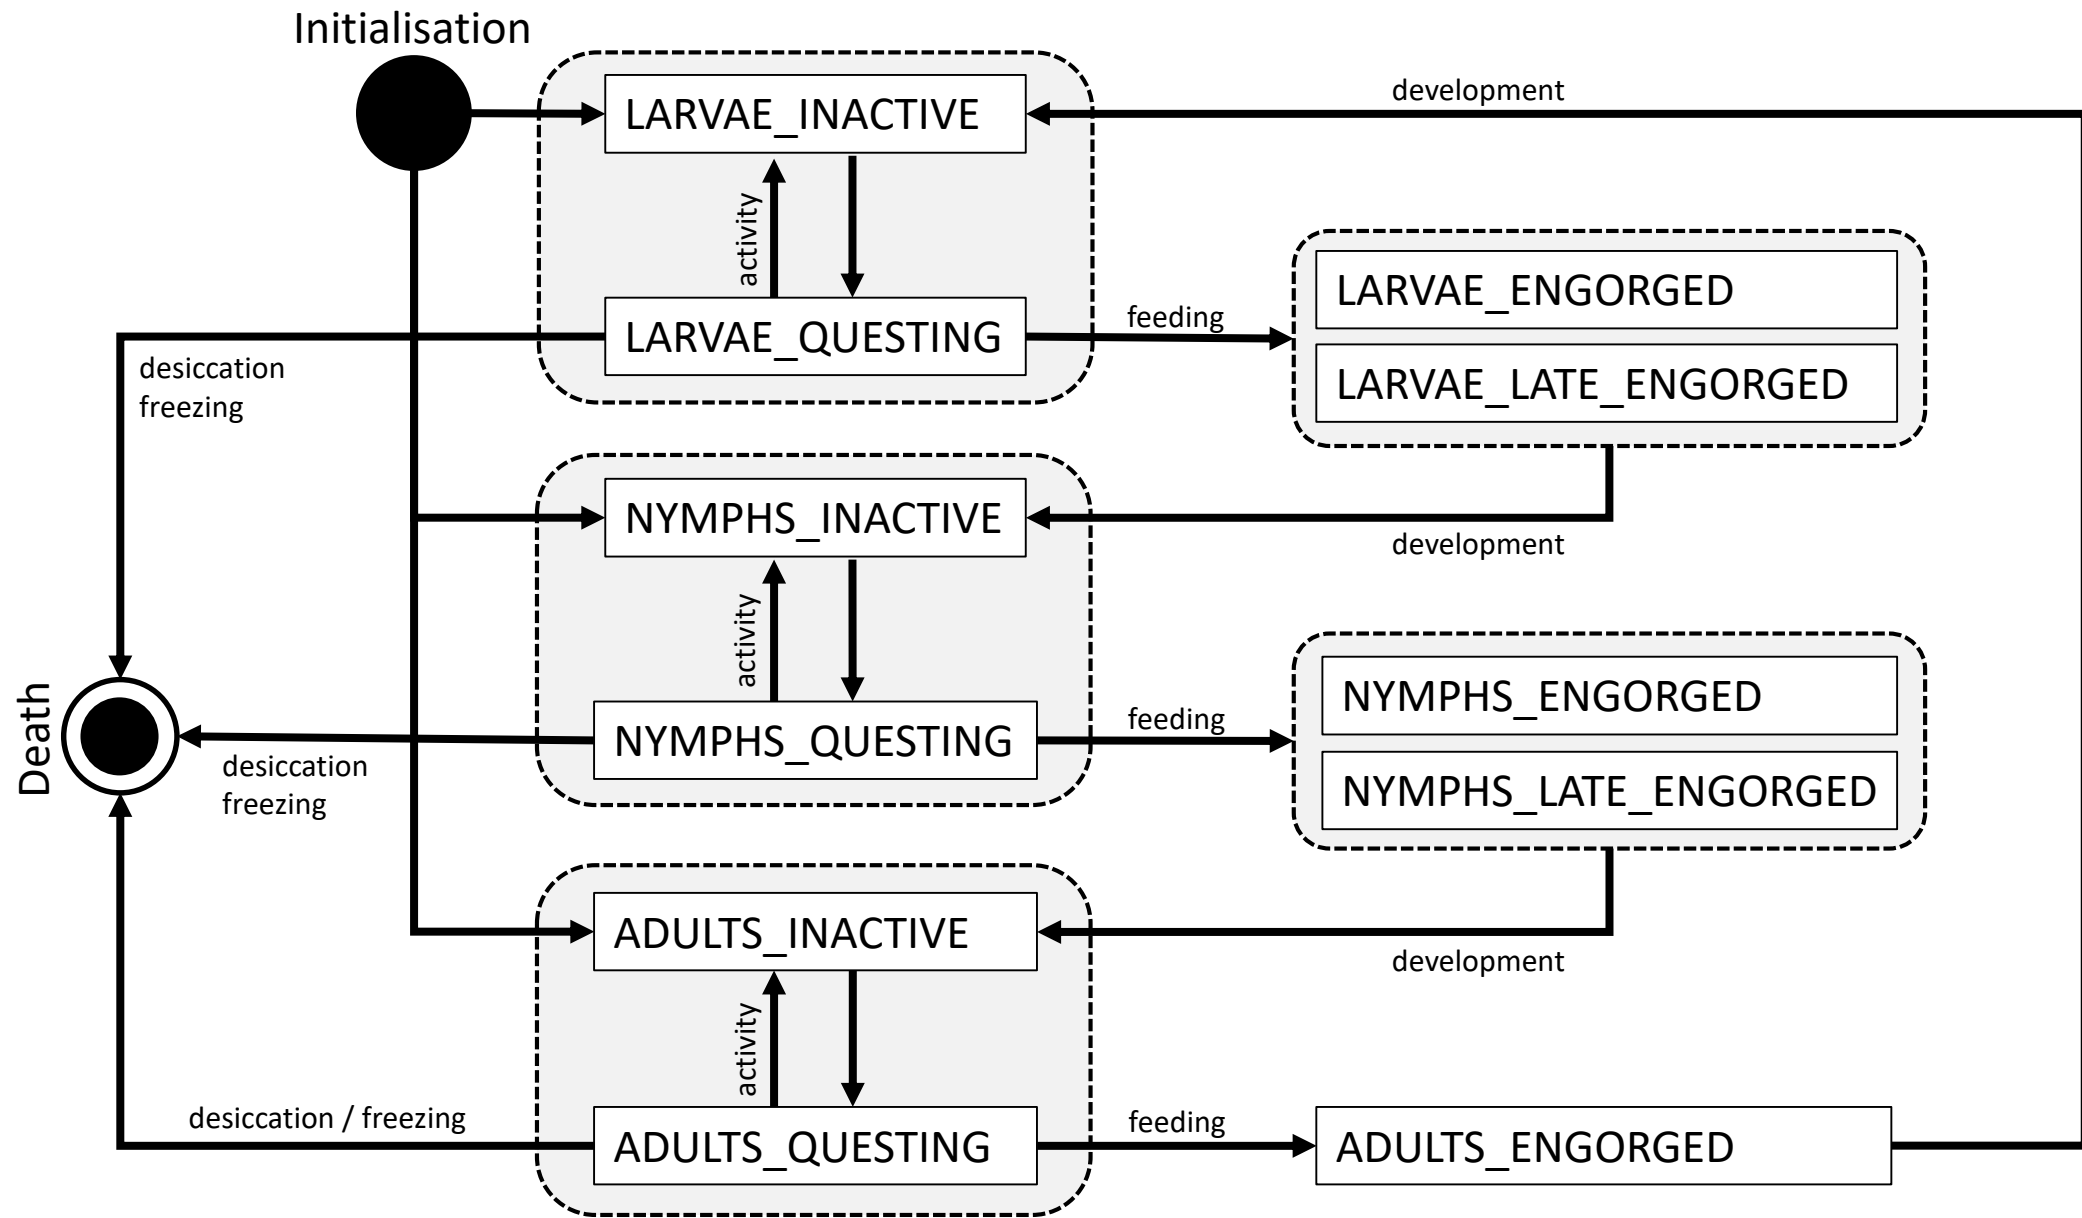 Initialisation
LARVAE_INACTIVE
development
activity
LARVAE_ENGORGED
LARVAE_QUESTING
feeding
LARVAE_LATE_ENGORGED
desiccation
freezing
NYMPHS_INACTIVE
development
activity
NYMPHS_ENGORGED
Death
NYMPHS_QUESTING
feeding
desiccation
freezing
NYMPHS_LATE_ENGORGED
ADULTS_INACTIVE
development
activity
desiccation / freezing
ADULTS_QUESTING
feeding
ADULTS_ENGORGED